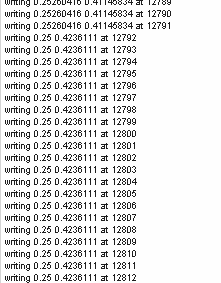 writing 0.25260416 0.41145834 at 12789
writing 0.25260416 0.41145834 at 12790
writing 0.25260416 0.41145834 at 12791
writing 0.25 0.4236111 at 12792
writing 0.25 0.4236111 at 12793
writing 0.25 0.4236111 at 12794
writing 0.25 0.4236111 at 12795
writing 0.25 0.4236111 at 12796
writing 0.25 0.4236111 at 12797
writing 0.25 0.4236111 at 12798
writing 0.25 0.4236111 at 12799
writing 0.25 0.4236111 at 12800
writing 0.25 0.4236111 at 12801
writing 0.25 0.4236111 at 12802
writing 0.25 0.4236111 at 12803
writing 0.25 0.4236111 at 12804
writing 0.25 0.4236111 at 12805
writing 0.25 0.4236111 at 12806
writing 0.25 0.4236111 at 12807
writing 0.25 0.4236111 at 12808
writing 0.25 0.4236111 at 12809
writing 0.25 0.4236111 at 12810
writing 0.25 0.4236111 at 12811
writing 0.25 0.4236111 at 12812